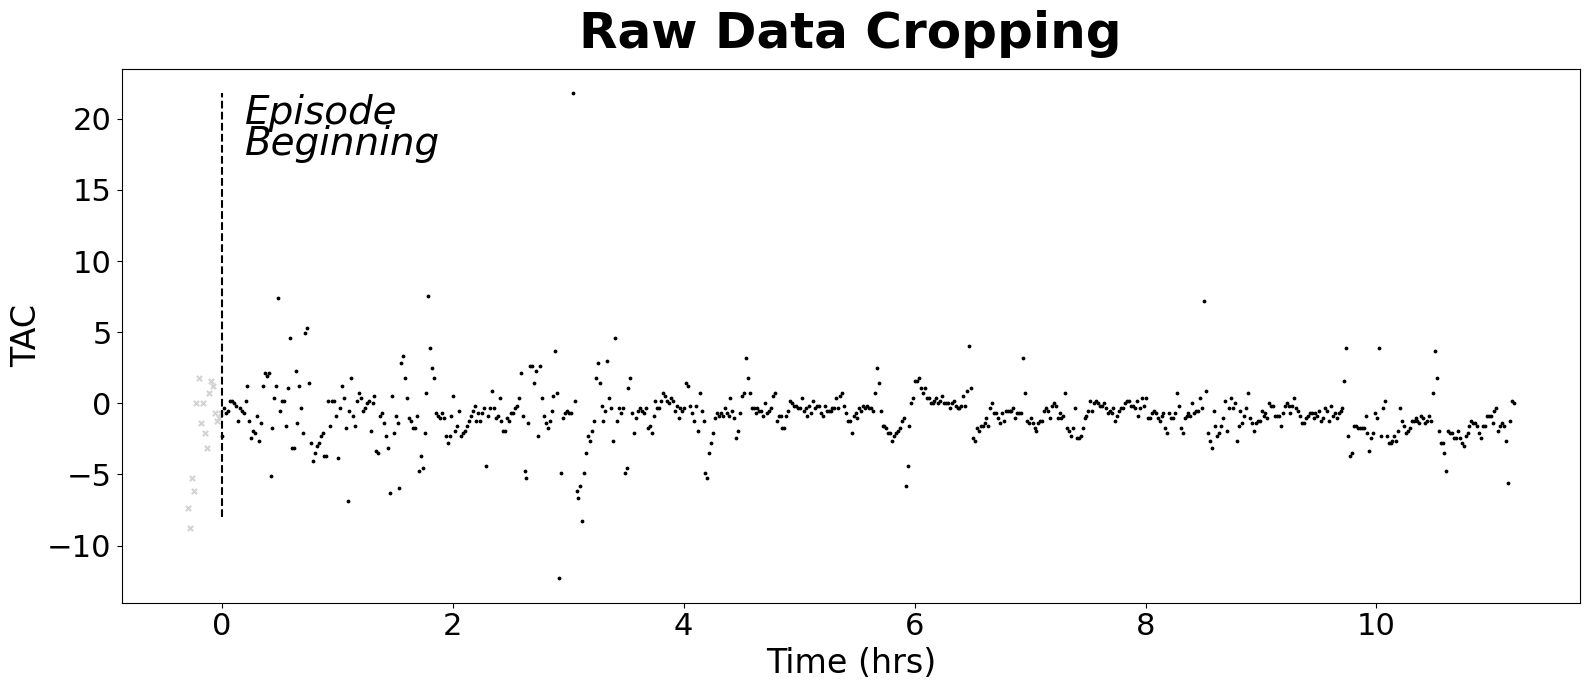 Raw Data Cropping
Episode
Beginning
TAC
20
15
10
5
0
−5
−10
0 2 4 6 8 10
Time (hrs)